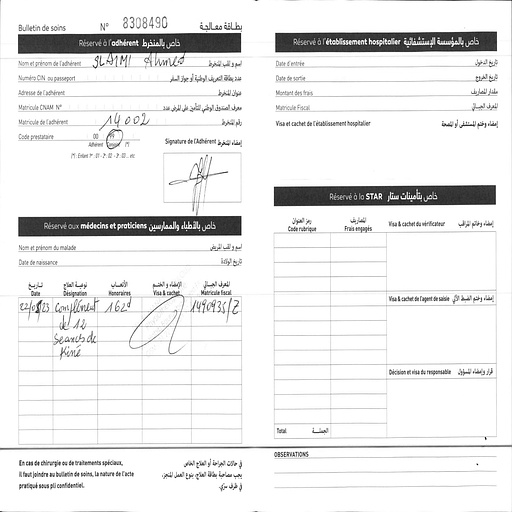 Bulletin de soins N° 8308490 بطاقة معالجة
Réservé à l'adhérent خاص بالمنخرط
Nom et prénom de l'adhérent SLAIMI Ahmed إسم و لقب المنخرط
Numéro CIN ou passeport عدد بطاقة التعريف الوطنية أو جواز السفر
Adresse de l'adhérent عنوان المنخرط
Matricule CNAM N° معرف الصندوق الوطني للتأمين على المرض عدد
Matricule de l'adhérent 14002 رقم المنخرط
Code prestataire 00 99 (*) Signature de l'Adhérent إمضاء المنخرط
Adhérent Conjoint (*)
(*) : Enfant 1er : 01 - 2e : 02 - 3e : 03 ... etc
Réservé aux médecins et praticiens خاص بالأطباء والممارسين
Nom et prénom du malade إسم و لقب المريض
Date de naissance تاريخ الولادة
تاريخ نوعية العلاج الأتعاب الإمضاء و الختم المعرف الجبائي
Date Désignation Honoraires Visa & cachet Matricule fiscal
complément 162d 1490935/Z
de 12
seances de
Kiné
En cas de chirurgie ou de traitements spéciaux,
il faut joindre au bulletin de soins, la nature de l'acte
pratiqué sous pli confidentiel.
في حالات الجراحة أو العلاج الخاص
يجب مصاحبة بطاقة العلاج، بنوع العمل المنجز،
في ظرف سري.
Réservé à l'établissement hospitalier خاص بالمؤسسة الإستشفائية
Date d'entrée تاريخ الدخول
Date de sortie تاريخ الخروج
Montant des frais مقدار المصاريف
Matricule Fiscal المعرف الجبائي
Visa et cachet de l'établissement hospitalier إمضاء وختم المستشفى أو المصحة
Réservé à la STAR خاص بتأمينات ستار
رمز العنوان المصاريف
Code rubrique Frais engagés
Visa & cachet du vérificateur إمضاء وخاتم المراقب
Visa & cachet de l'agent de saisie إمضاء وختم الضبط الآلي
Décision et visa du responsable قرار وإمضاء المسؤول
Total الجملة
OBSERVATIONS